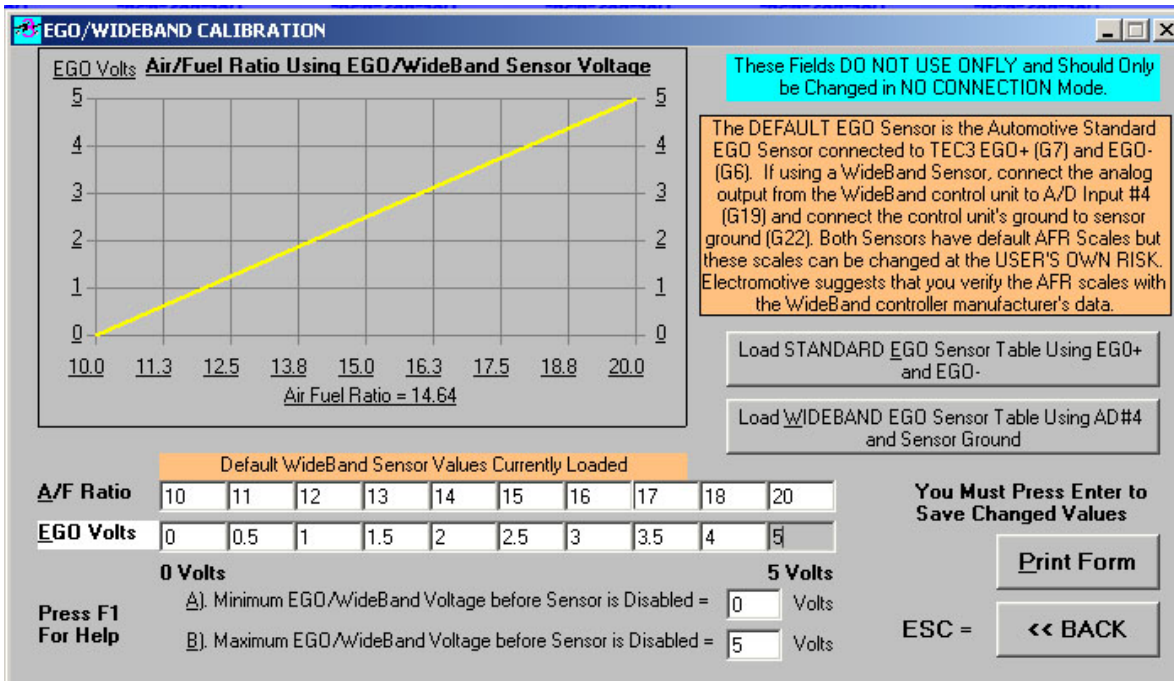 EGO/WIDEBAND CALIBRATION
EGO Volts Air/Fuel Ratio Using EGO/WideBand Sensor Voltage
5 5
4 4
3 3
2 2
1 1
0 0
10.0 11.3 12.5 13.8 15.0 16.3 17.5 18.8 20.0
Air Fuel Ratio = 14.64
These Fields DO NOT USE ONFLY and Should Only
be Changed in NO CONNECTION Mode.
The DEFAULT EGO Sensor is the Automotive Standard
EGO Sensor connected to TEC3 EGO+ (G7) and EGO-
(G6). If using a WideBand Sensor, connect the analog
output from the WideBand control unit to A/D Input #4
(G19) and connect the control unit's ground to sensor
ground (G22). Both Sensors have default AFR Scales but
these scales can be changed at the USER'S OWN RISK.
Electromotive suggests that you verify the AFR scales with
the WideBand controller manufacturer's data.
Load STANDARD EGO Sensor Table Using EGO+
and EGO-
Load WIDEBAND EGO Sensor Table Using AD#4
and Sensor Ground
Default WideBand Sensor Values Currently Loaded
A/F Ratio 10 11 12 13 14 15 16 17 18 20
EGO Volts 0 0.5 1 1.5 2 2.5 3 3.5 4 5
0 Volts 5 Volts
You Must Press Enter to
Save Changed Values
Print Form
Press F1
For Help
A). Minimum EGO/WideBand Voltage before Sensor is Disabled = 0 Volts
B). Maximum EGO/WideBand Voltage before Sensor is Disabled = 5 Volts
ESC = << BACK